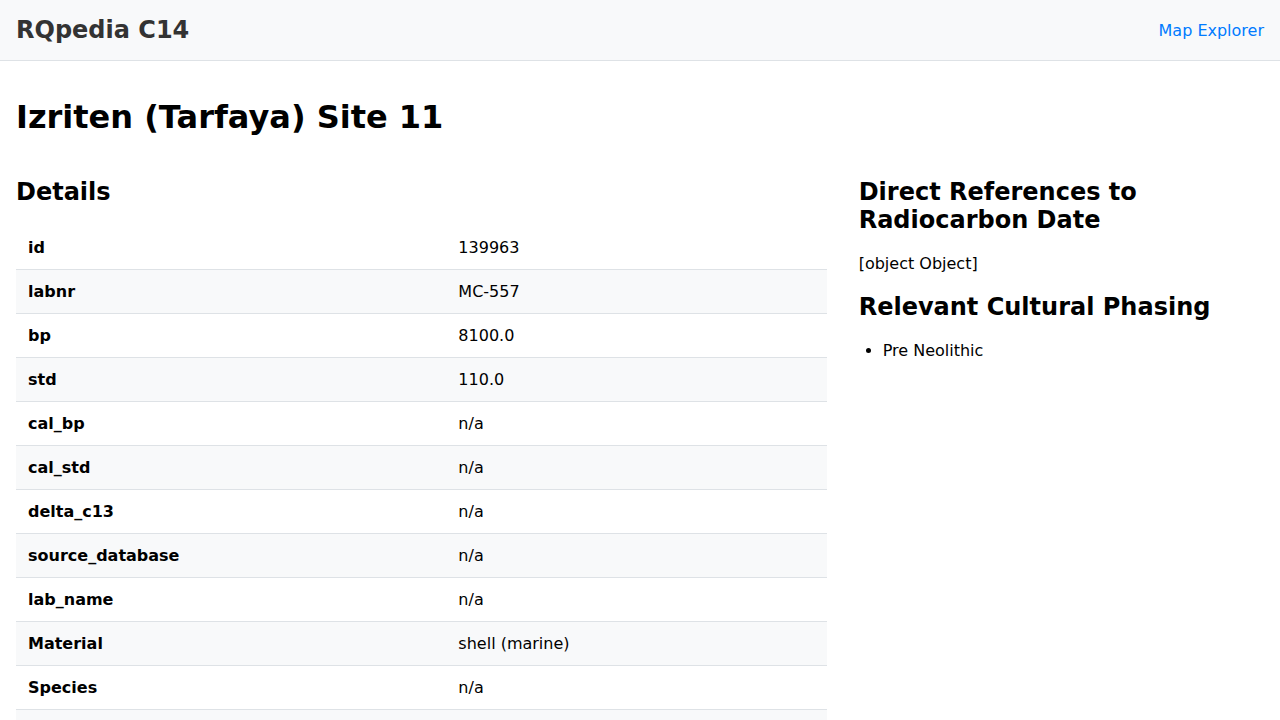 RQpedia C14
Map Explorer
Izriten (Tarfaya) Site 11
Details
id 139963
labnr MC-557
bp 8100.0
std 110.0
cal_bp n/a
cal_std n/a
delta_c13 n/a
source_database n/a
lab_name n/a
Material shell (marine)
Species n/a
Direct References to
Radiocarbon Date
[object Object]
Relevant Cultural Phasing
• Pre Neolithic